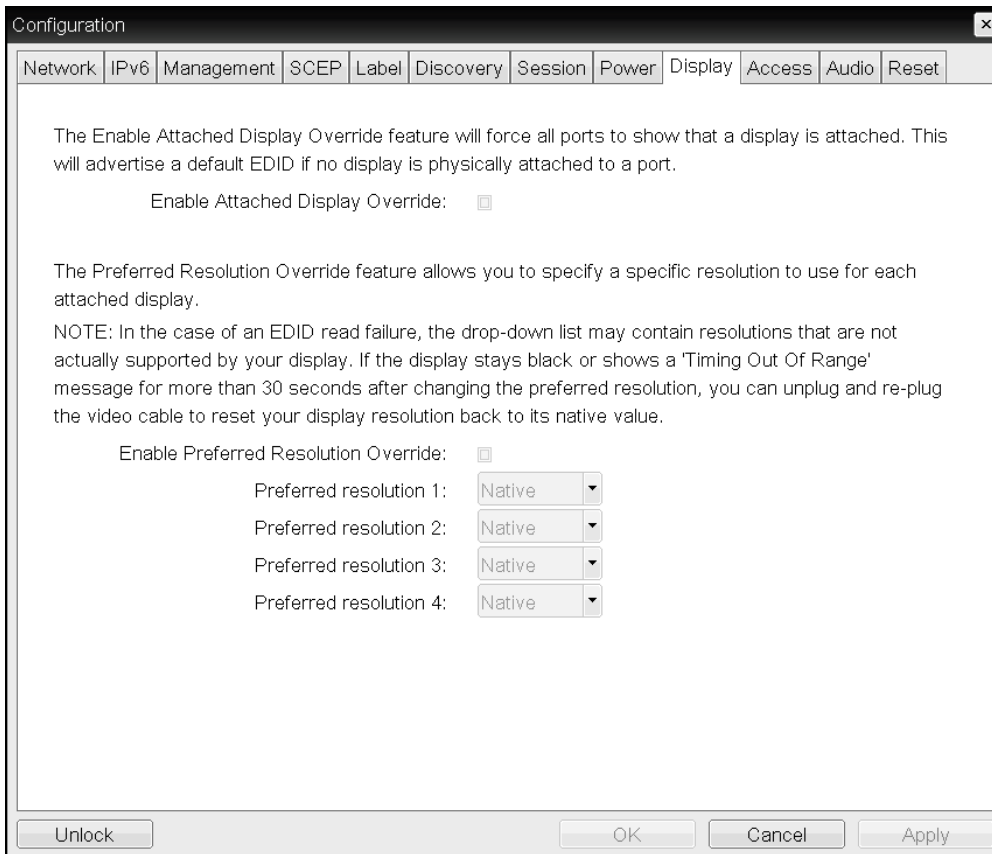 Configuration
Network IPv6 Management SCEP Label Discovery Session Power Display Access Audio Reset
The Enable Attached Display Override feature will force all ports to show that a display is attached. This
will advertise a default EDID if no display is physically attached to a port.
Enable Attached Display Override:
The Preferred Resolution Override feature allows you to specify a specific resolution to use for each
attached display.
NOTE: In the case of an EDID read failure, the drop-down list may contain resolutions that are not
actually supported by your display. If the display stays black or shows a 'Timing Out Of Range'
message for more than 30 seconds after changing the preferred resolution, you can unplug and re-plug
the video cable to reset your display resolution back to its native value.
Enable Preferred Resolution Override:
Preferred resolution 1: Native
Preferred resolution 2: Native
Preferred resolution 3: Native
Preferred resolution 4: Native
Unlock OK Cancel Apply